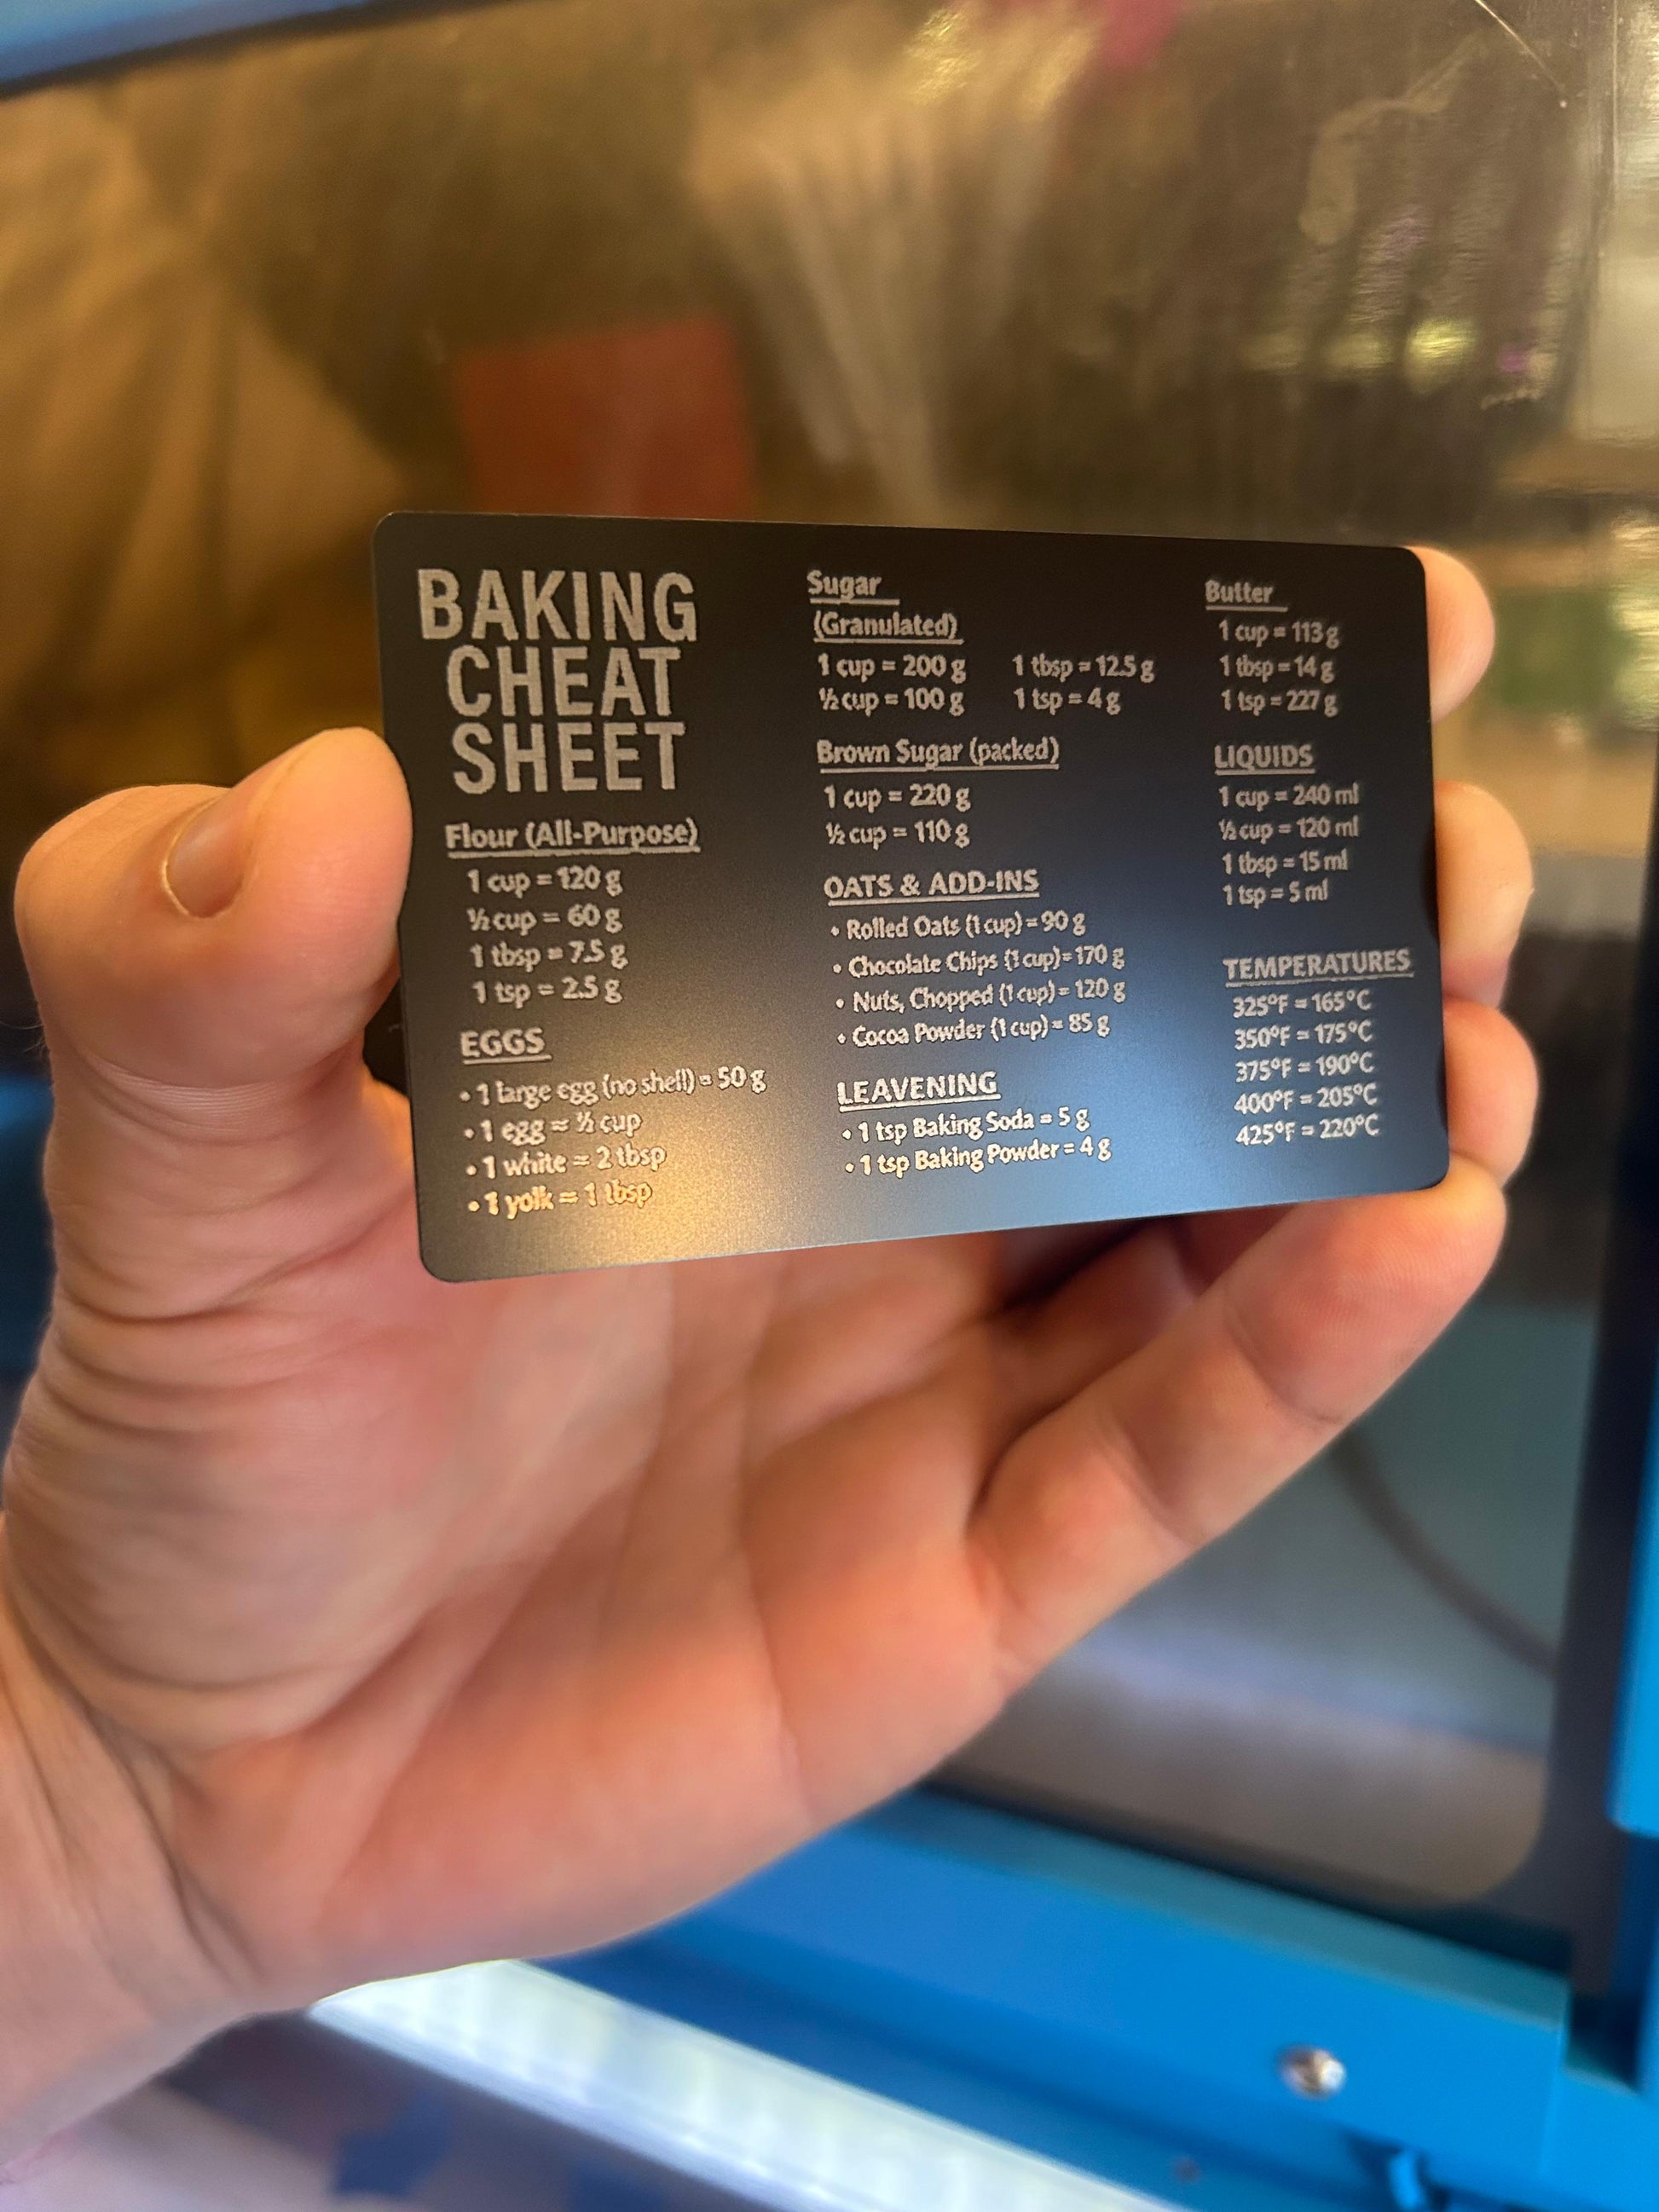 BAKING
CHEAT
SHEET
Flour (All-Purpose)
1 cup = 120 g
½ cup = 60 g
1 tbsp = 7.5 g
1 tsp = 2.5 g
EGGS
• 1 large egg (no shell) = 50 g
• 1 egg ≈ cup
• 1 white = 2 tbsp
• 1 yolk = 1 tbsp
Sugar
(Granulated)
1 cup = 200 g 1 tbsp = 12.5 g
½ cup = 100 g 1 tsp = 4 g
Brown Sugar (packed)
1 cup = 220 g
½ cup = 110 g
OATS & ADD-INS
• Rolled Oats (1 cup) = 90 g
• Chocolate Chips (1 cup) = 170 g
• Nuts, Chopped (1 cup) = 120 g
• Cocoa Powder (1 cup) = 85 g
LEAVENING
• 1 tsp Baking Soda = 5 g
• 1 tsp Baking Powder = 4 g
Butter
1 cup = 113 g
1 tbsp = 14 g
1 tsp = 227 g
LIQUIDS
1 cup = 240 ml
½ cup = 120 ml
1 tbsp = 15 ml
1 tsp = 5 ml
TEMPERATURES
325°F = 165°C
350°F = 175°C
375°F = 190°C
400°F = 205°C
425°F = 220°C